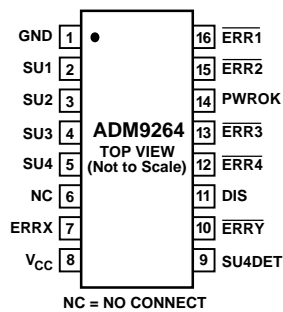 GND 1
SU1 2
SU2 3
SU3 4
SU4 5
NC 6
ERRX 7
VCC 8
ADM9264
TOP VIEW
(Not to Scale)
16 ERR1
15 ERR2
14 PWROK
13 ERR3
12 ERR4
11 DIS
10 ERRY
9 SU4DET
NC = NO CONNECT